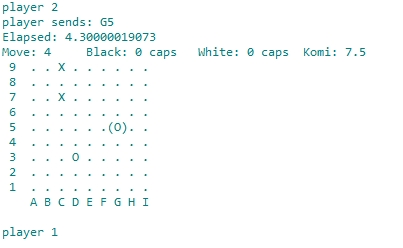 player 2
player sends: G5
Elapsed: 4.30000019073
Move: 4     Black: 0 caps   White: 0 caps  Komi: 7.5
 9  . . X . . . . . .
 8  . . . . . . . . .
 7  . . X . . . . . .
 6  . . . . . . . . .
 5  . . . . . .(O). .
 4  . . . . . . . . .
 3  . . . O . . . . .
 2  . . . . . . . . .
 1  . . . . . . . . .
    A B C D E F G H I
player 1